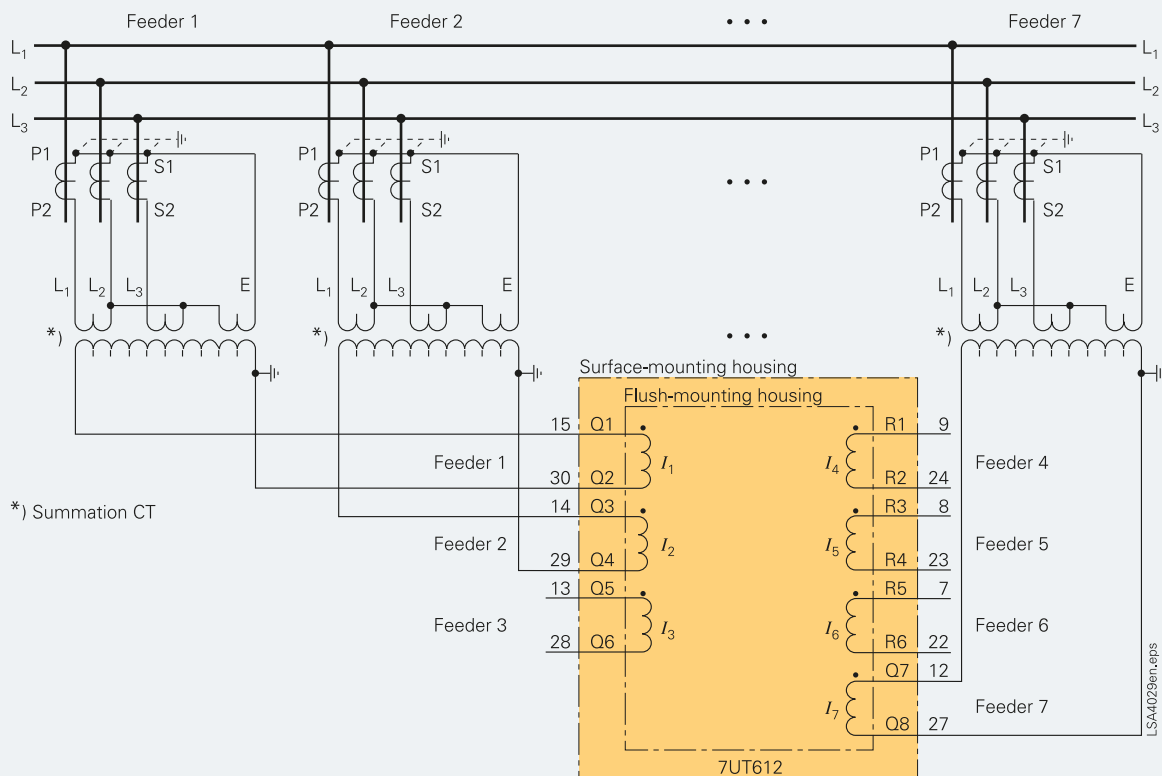 Feeder 1 Feeder 2 • • • Feeder 7
L1 L1
L2 L2
L3 L3
P1 S1 P1 S1 • • • P1 S1
P2 S2 P2 S2 P2 S2
L1 L2 L3 E L1 L2 L3 E L1 L2 L3 E
*) *) • • • *)
Surface-mounting housing
Flush-mounting housing
15 Q1 R1 9
Feeder 1 I1 I4 Feeder 4
30 Q2 R2 24
*) Summation CT
14 Q3 R3 8
Feeder 2 I2 I5 Feeder 5
29 Q4 R4 23
13 Q5 R5 7
Feeder 3 I3 I6 Feeder 6
28 Q6 R6 22
Q7 12
I7 Feeder 7
Q8 27
7UT612
LSA4029en.eps